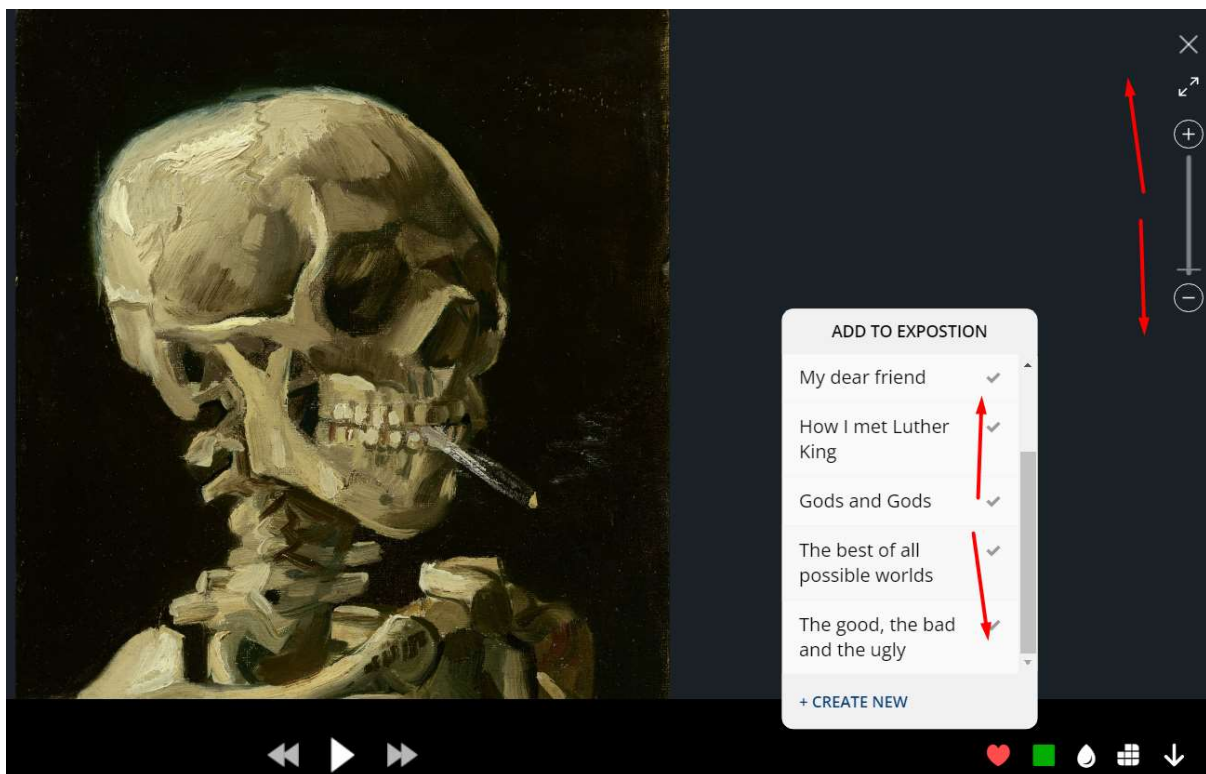 ADD TO EXPOSTION
My dear friend
How I met Luther
King
Gods and Gods
The best of all
possible worlds
The good, the bad
and the ugly
+ CREATE NEW